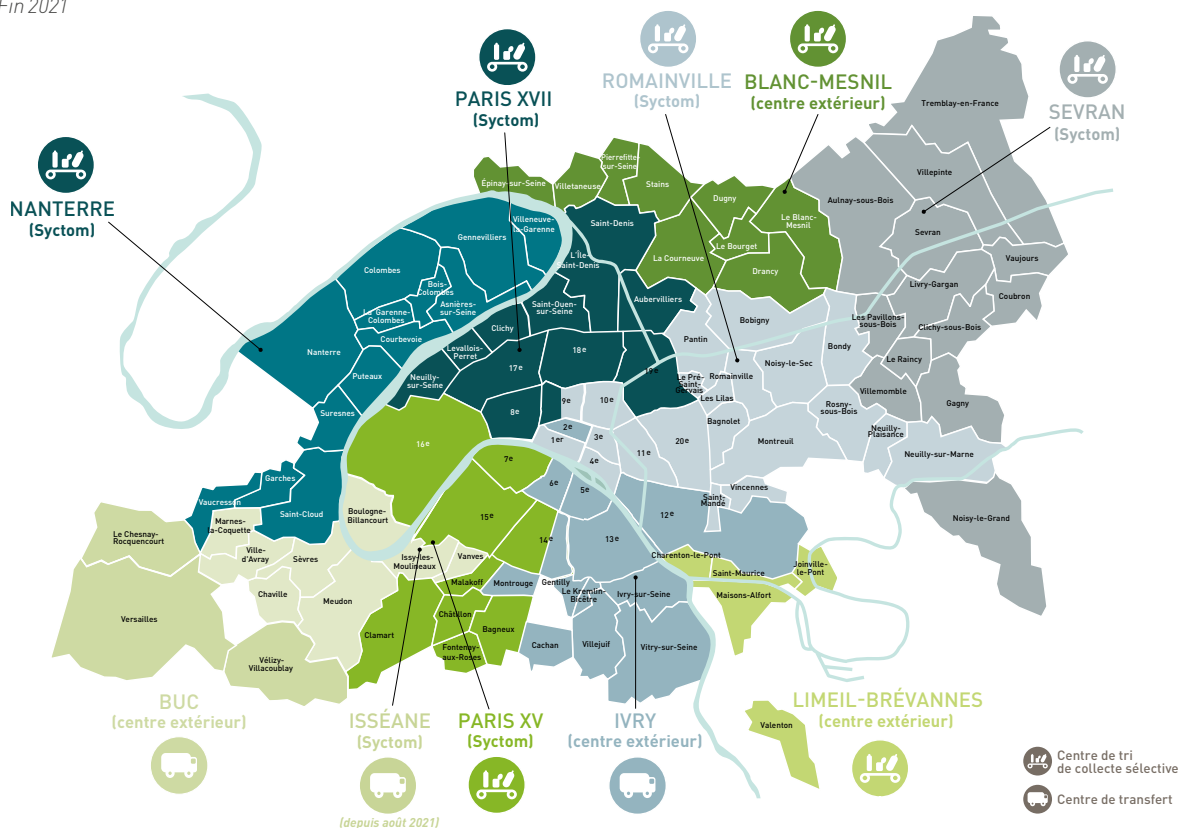 Fin 2021
NANTERRE
(Syctom)
PARIS XVII
(Syctom)
ROMAINVILLE
(Syctom)
BLANC-MESNIL
(centre extérieur)
SEVRAN
(Syctom)
Tremblay-en-France
Villepinte
Aulnay-sous-Bois
Sevran
Vaujours
Livry-Gargan
Coubron
Clichy-sous-Bois
Les Pavillons-
sous-Bois
Le Raincy
Villemomble
Gagny
Noisy-le-Grand
Épinay-sur-Seine
Villetaneuse
Pierrefitte-
sur-Seine
Stains
Dugny
Le Blanc-
Mesnil
Le Bourget
La Courneuve
Drancy
Villeneuve-
la-Garenne
Gennevilliers
Colombes
Bois-
Colombes
La Garenne-
Colombes
Asnières-
sur-Seine
Courbevoie
Nanterre
Puteaux
Suresnes
Garches
Vaucresson
Saint-Cloud
Saint-Denis
L'Île-
Saint-Denis
Saint-Ouen-
sur-Seine
Aubervilliers
Clichy
Levallois-
Perret
Neuilly-
sur-Seine
17e
18e
19e
8e
9e
10e
2e
1er
3e
4e
11e
20e
Pantin
Bobigny
Le Pré-
Saint-
Gervais
Romainville
Les Lilas
Noisy-le-Sec
Bondy
Bagnolet
Montreuil
Rosny-
sous-Bois
Neuilly-
Plaisance
Neuilly-sur-Marne
Vincennes
Saint-
Mandé
16e
7e
15e
14e
6e
5e
13e
12e
Boulogne-
Billancourt
Marnes-
la-Coquette
Ville-
d'Avray
Sèvres
Chaville
Meudon
Issy-les-
Moulineaux
Vanves
Le Chesnay-
Rocquencourt
Versailles
Vélizy-
Villacoublay
Malakoff
Montrouge
Châtillon
Clamart
Bagneux
Fontenay-
aux-Roses
Gentilly
Le Kremlin-
Bicêtre
Ivry-sur-Seine
Cachan
Villejuif
Vitry-sur-Seine
Charenton-le-Pont
Saint-Maurice
Joinville-
le-Pont
Maisons-Alfort
Valenton
BUC
(centre extérieur)
ISSÉANE
(Syctom)
(depuis août 2021)
PARIS XV
(Syctom)
IVRY
(centre extérieur)
LIMEIL-BRÉVANNES
(centre extérieur)
Centre de tri
de collecte sélective
Centre de transfert